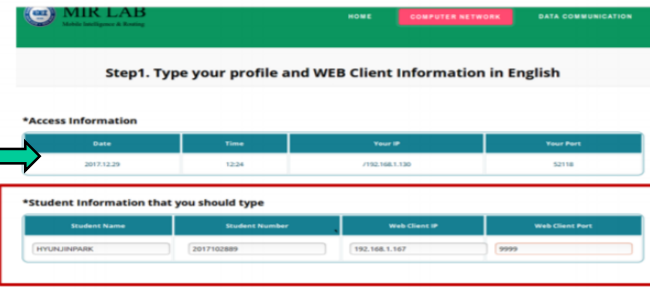 MIR LAB
Mobile Intelligence & Routing
HOME COMPUTER NETWORK DATA COMMUNICATION
Step1. Type your profile and WEB Client Information in English
*Access Information
Date Time Your IP Your Port
2017.12.29 12:24 /192.168.1.130 52118
*Student Information that you should type
Student Name Student Number Web Client IP Web Client Port
HYUNJINPARK 2017102889 192.168.1.167 9999